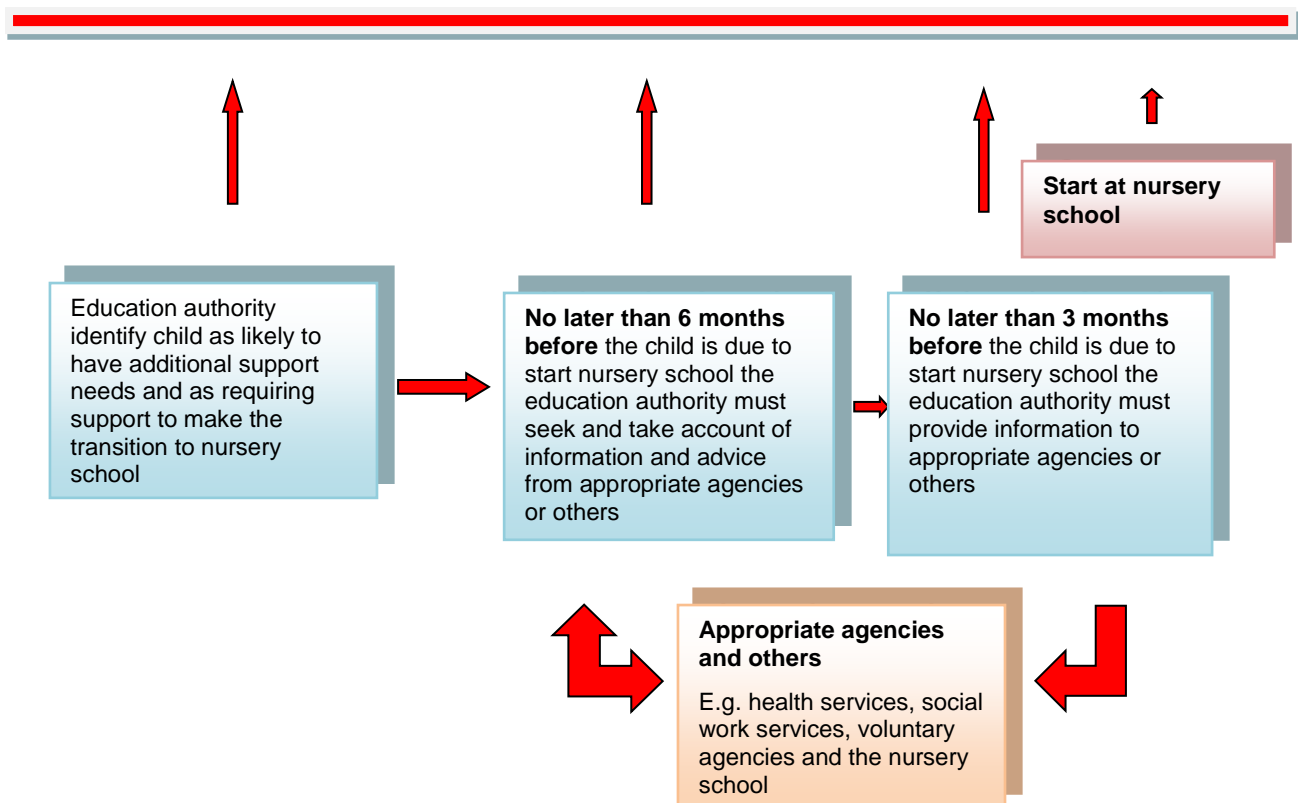 Start at nursery
school
Education authority
identify child as likely to
have additional support
needs and as requiring
support to make the
transition to nursery
school
No later than 6 months
before the child is due to
start nursery school the
education authority must
seek and take account of
information and advice
from appropriate agencies
or others
No later than 3 months
before the child is due to
start nursery school the
education authority must
provide information to
appropriate agencies or
others
Appropriate agencies
and others
E.g. health services, social
work services, voluntary
agencies and the nursery
school